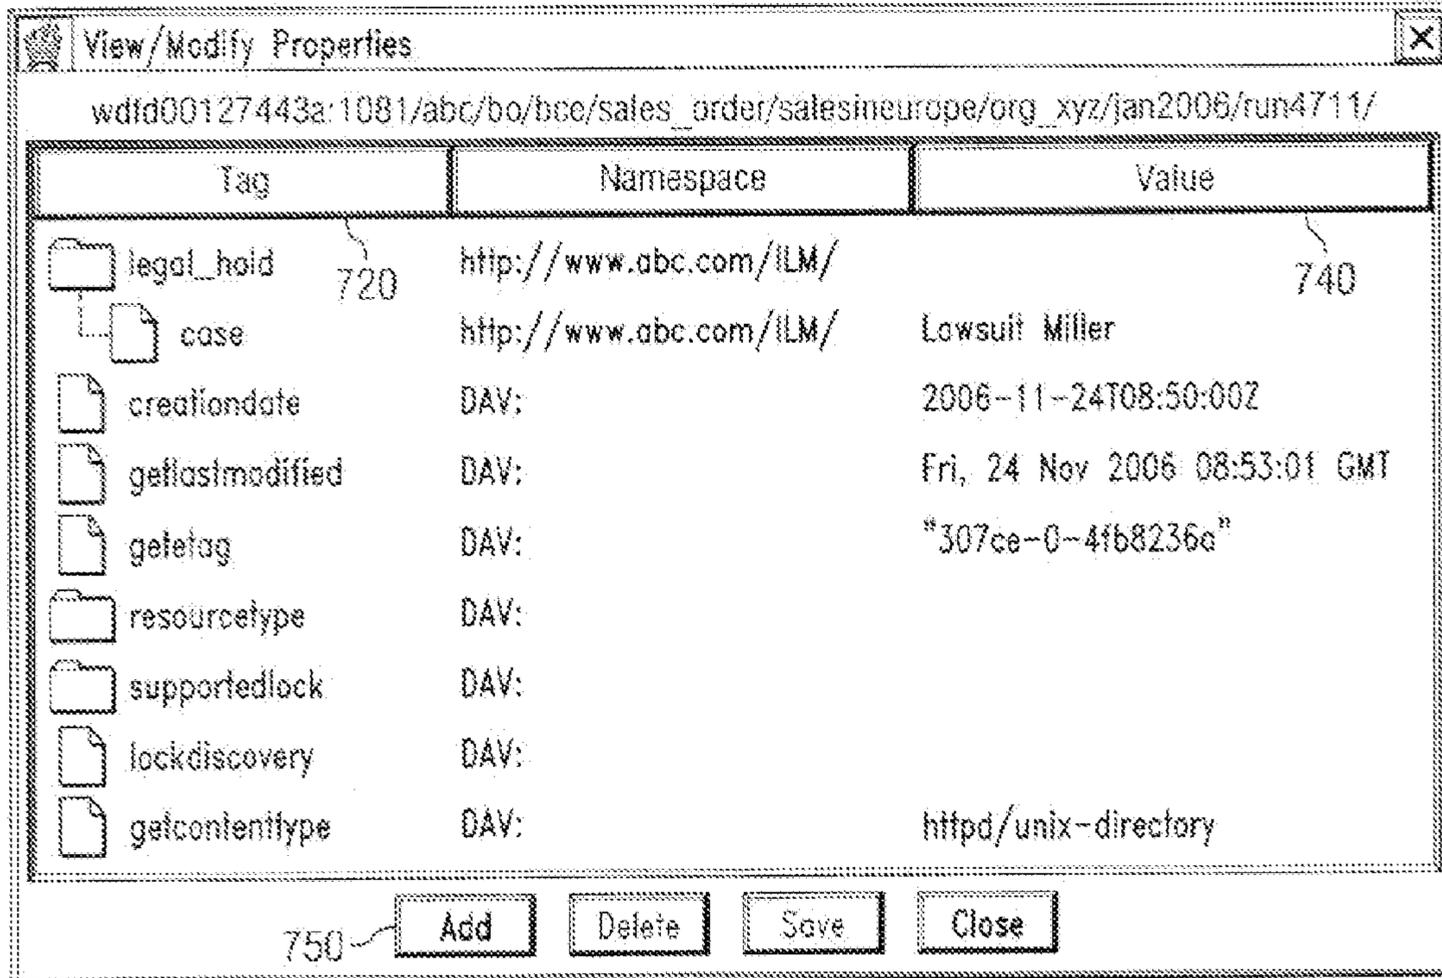 View/Modify Properties
wdfd00127443a:1081/abc/bo/bce/sales_order/salesineurope/org_xyz/jan2006/run4711/
Tag Namespace Value
720 740
legal_hold http://www.abc.com/ILM/
case http://www.abc.com/ILM/ Lawsuit Miller
creationdate DAV: 2006-11-24T08:50:00Z
getlastmodified DAV: Fri, 24 Nov 2006 08:53:01 GMT
getetag DAV: "307ce-0-4fb8236a"
resourcetype DAV:
supportedlock DAV:
lockdiscovery DAV:
getcontenttype DAV: httpd/unix-directory
750 Add Delete Save Close